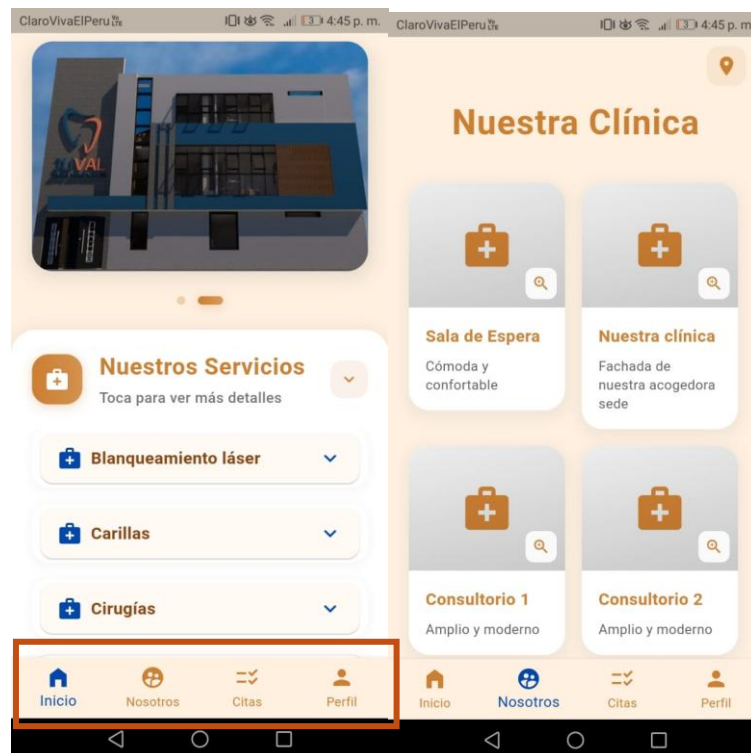 ClaroVivaElPeru
4:45 p. m.
VAL
Nuestros Servicios
Toca para ver más detalles
Blanqueamiento láser
Carillas
Cirugías
Inicio
Nosotros
Citas
Perfil
ClaroVivaElPeru
4:45 p. m
Nuestra Clínica
Sala de Espera
Cómoda y
confortable
Nuestra clínica
Fachada de
nuestra acogedora
sede
Consultorio 1
Amplio y moderno
Consultorio 2
Amplio y moderno
Inicio
Nosotros
Citas
Perfil